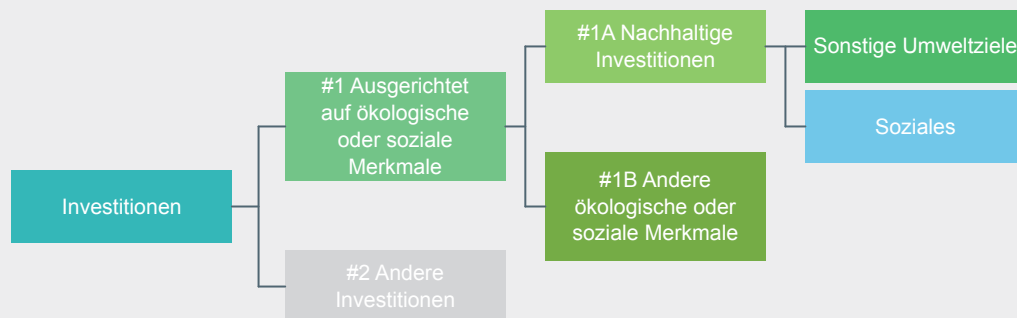 Investitionen
#1 Ausgerichtet
auf ökologische
oder soziale
Merkmale
#2 Andere
Investitionen
#1A Nachhaltige
Investitionen
#1B Andere
ökologische oder
soziale Merkmale
Sonstige Umweltziele
Soziales